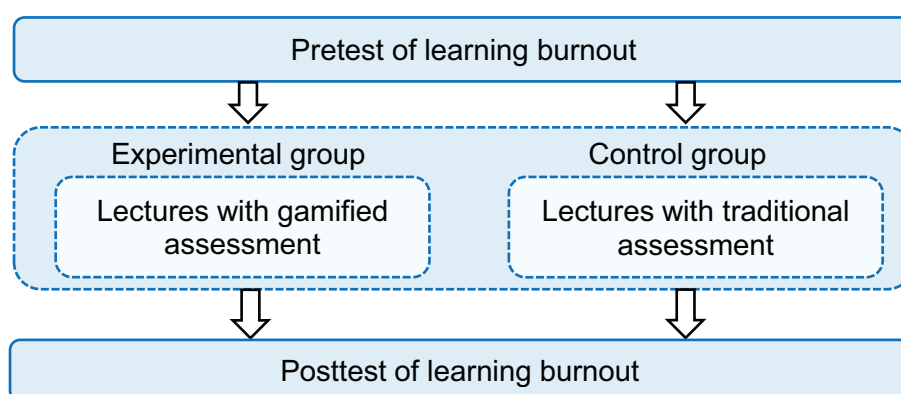 Pretest of learning burnout
Experimental group
Control group
Lectures with gamified
assessment
Lectures with traditional
assessment
Posttest of learning burnout